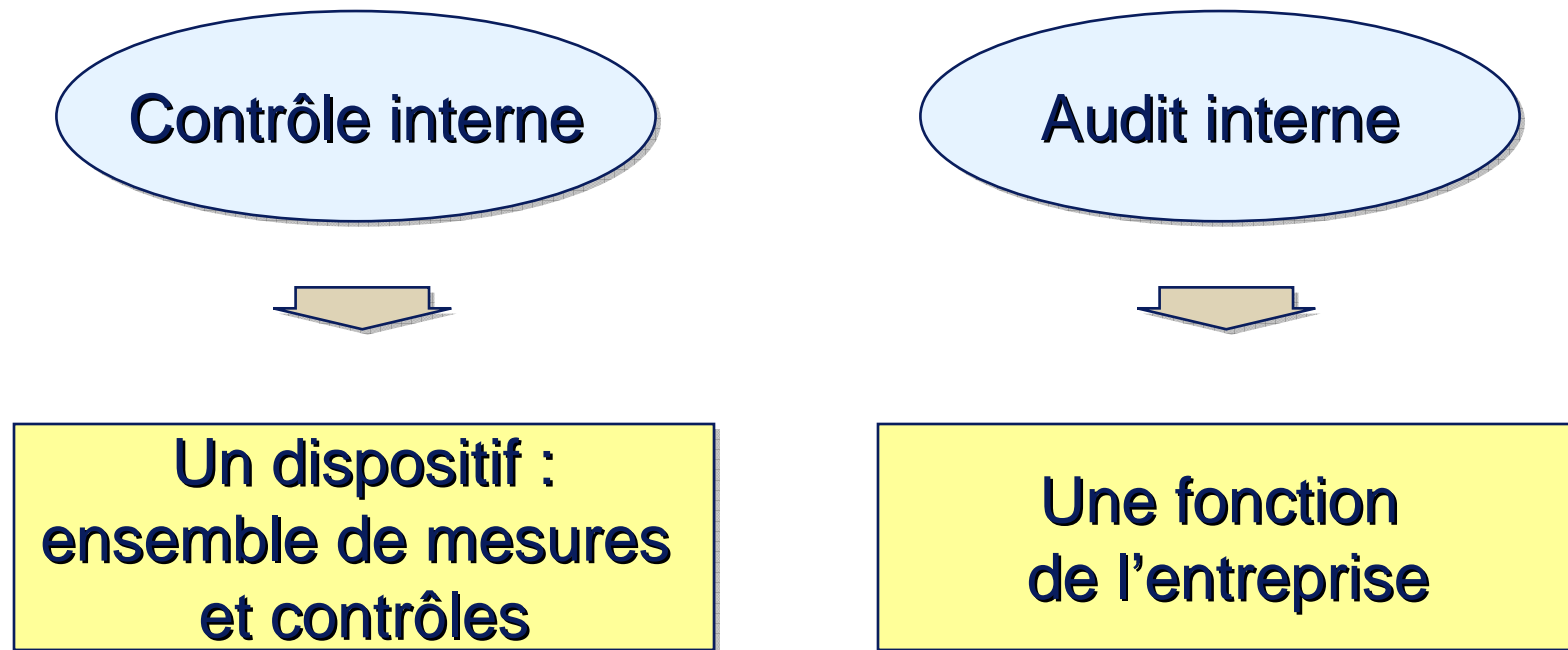 Contrôle interne
Audit interne
Un dispositif :
ensemble de mesures
et contrôles
Une fonction
de l’entreprise